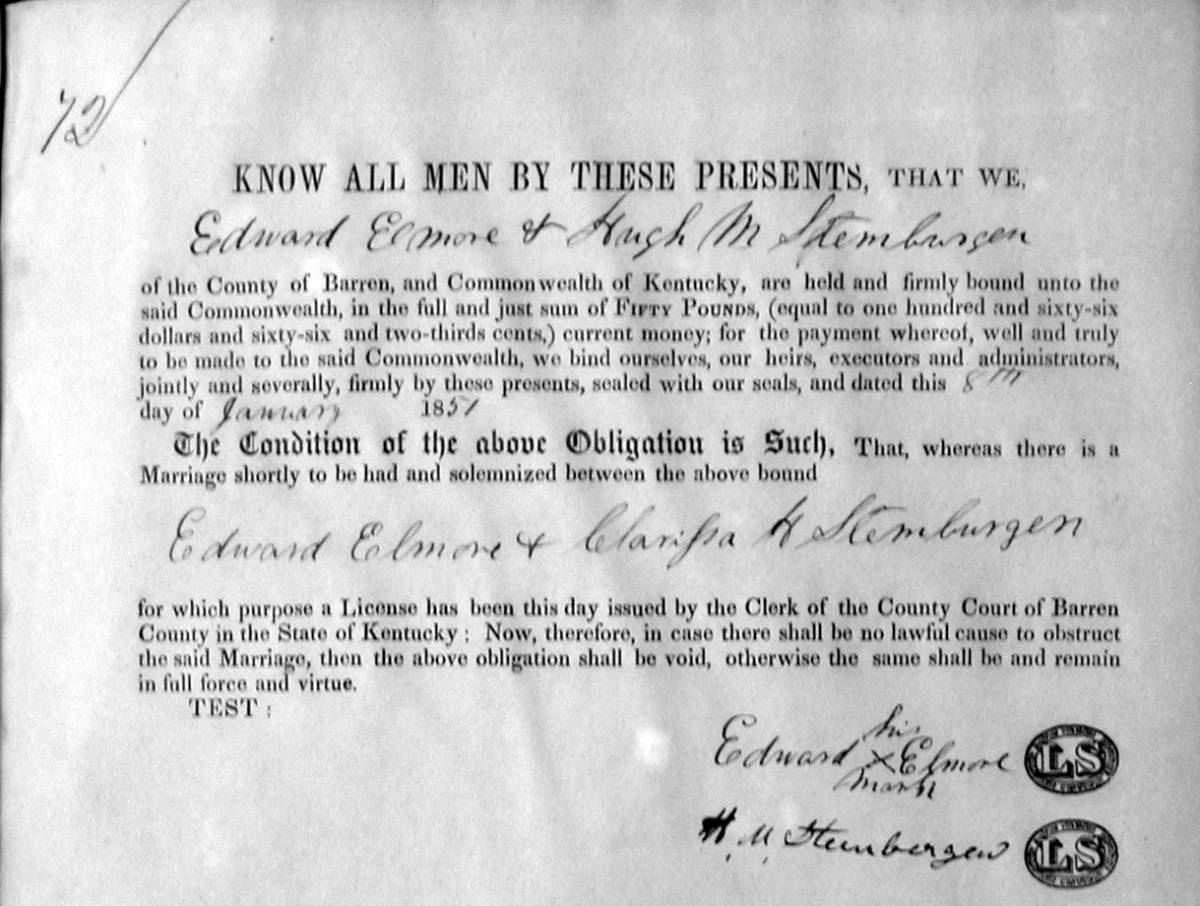 72
KNOW ALL MEN BY THESE PRESENTS, THAT WE,
Edward Elmore & Hugh M Stemburgen
of the County of Barren, and Commonwealth of Kentucky, are held and firmly bound unto the
said Commonwealth, in the full and just sum of FIFTY POUNDS, (equal to one hundred and sixty-six
dollars and sixty-six and two-thirds cents,) current money; for the payment whereof, well and truly
to be made to the said Commonwealth, we bind ourselves, our heirs, executors and administrators,
jointly and severally, firmly by these presents, sealed with our seals, and dated this 8th
day of January 1851
The Condition of the above Obligation is Such, That, whereas there is a
Marriage shortly to be had and solemnized between the above bound
Edward Elmore & Clarissa H Stemburgen
for which purpose a License has been this day issued by the Clerk of the County Court of Barren
County in the State of Kentucky: Now, therefore, in case there shall be no lawful cause to obstruct
the said Marriage, then the above obligation shall be void, otherwise the same shall be and remain
in full force and virtue.
TEST:
his
Edward X Elmore LS
mark
H. M. Stembergen LS